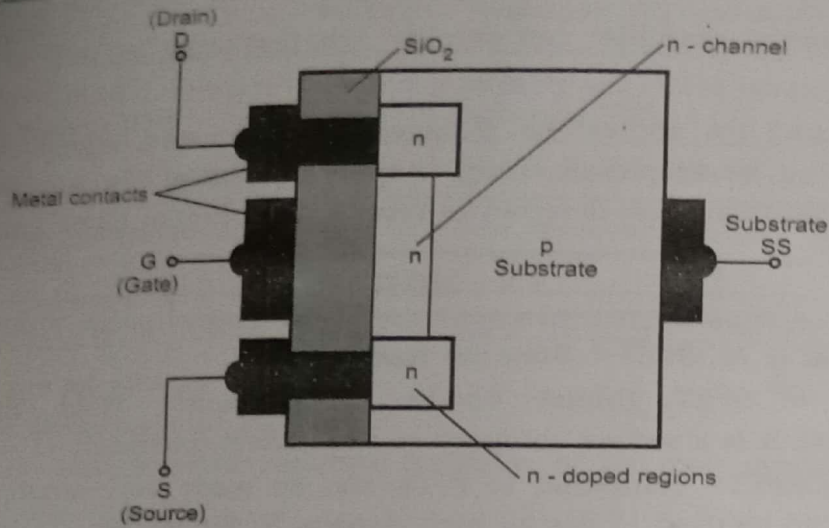 (Drain)
D
SiO₂
n - channel
n
Metal contacts
G
(Gate)
n
p
Substrate
Substrate
SS
n
n - doped regions
S
(Source)